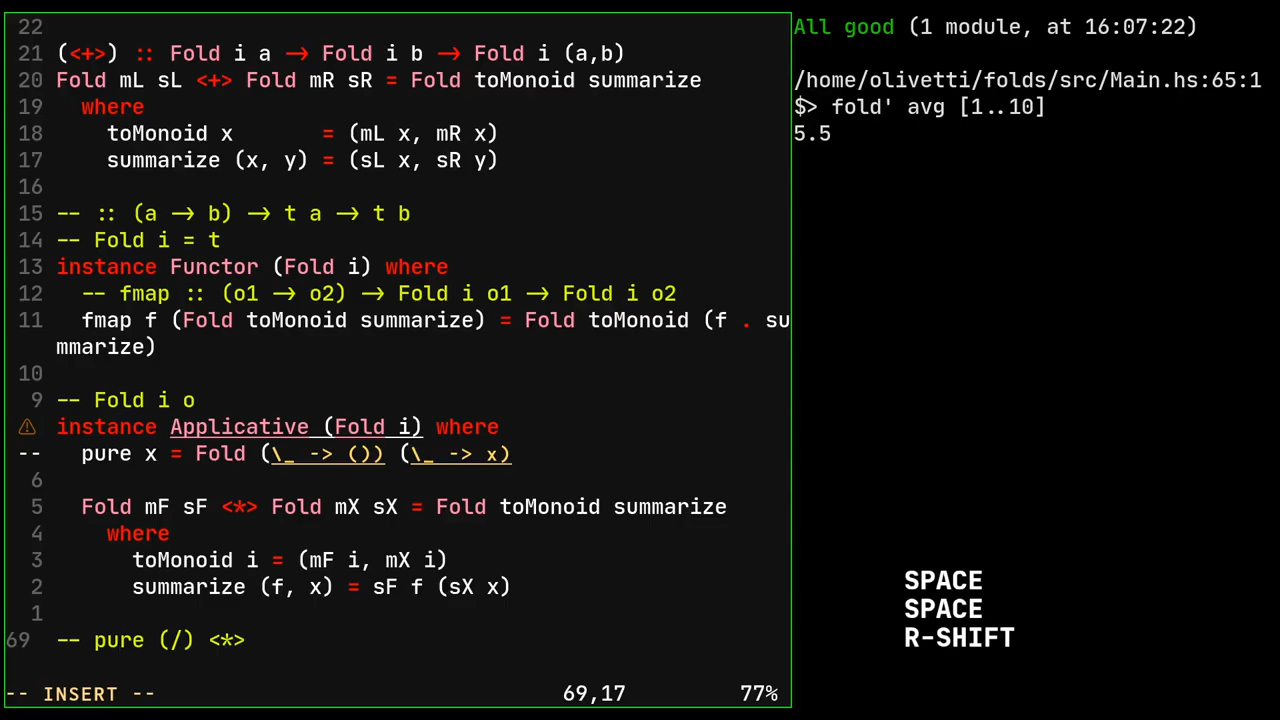 22
21 (<+>) :: Fold i a -> Fold i b -> Fold i (a,b)
20 Fold mL sL <+> Fold mR sR = Fold toMonoid summarize
19   where
18     toMonoid x       = (mL x, mR x)
17     summarize (x, y) = (sL x, sR y)
16
15 -- :: (a -> b) -> t a -> t b
14 -- Fold i = t
13 instance Functor (Fold i) where
12   -- fmap :: (o1 -> o2) -> Fold i o1 -> Fold i o2
11   fmap f (Fold toMonoid summarize) = Fold toMonoid (f . su
mmarize)
10
9 -- Fold i o
⚠ instance Applicative (Fold i) where
--   pure x = Fold (\_ -> ()) (\_ -> x)
6
5   Fold mF sF <*> Fold mX sX = Fold toMonoid summarize
4     where
3       toMonoid i = (mF i, mX i)
2       summarize (f, x) = sF f (sX x)
1
69 -- pure (/) <*>
-- INSERT -- 69,17 77%
All good (1 module, at 16:07:22)
/home/olivetti/folds/src/Main.hs:65:1
$> fold' avg [1..10]
5.5
SPACE
SPACE
R-SHIFT